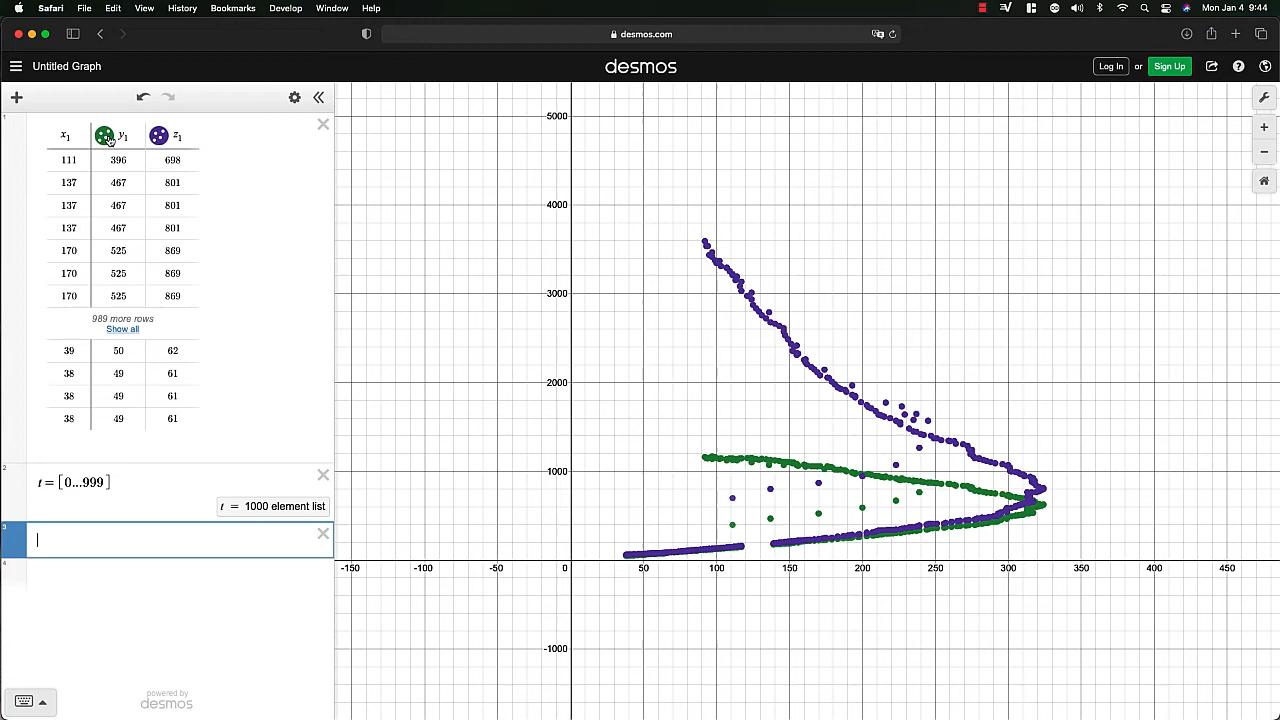 Safari File Edit View History Bookmarks Develop Window Help Mon Jan 4 9:44
desmos.com
Untitled Graph desmos Log In or Sign Up
1
x₁ y₁ z₁
111 396 698
137 467 801
137 467 801
137 467 801
170 525 869
170 525 869
170 525 869
989 more rows
Show all
39 50 62
38 49 61
38 49 61
38 49 61
2
t = [0...999]
t = 1000 element list
3
4
powered by
desmos
5000
4000
3000
2000
1000
-150 -100 -50 0 50 100 150 200 250 300 350 400 450
-1000